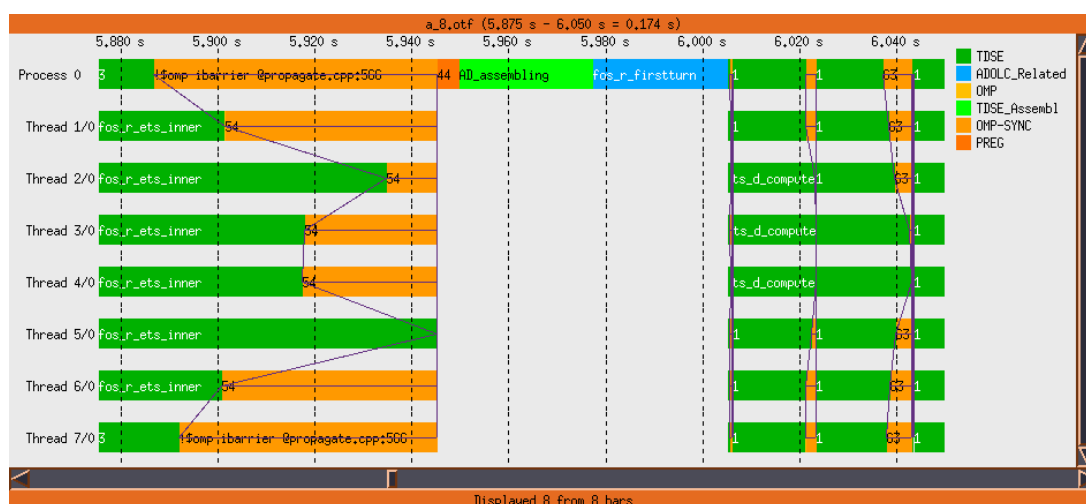 a_8.otf (5.875 s - 6.050 s = 0.174 s)
5.880 s 5.900 s 5.920 s 5.940 s 5.960 s 5.980 s 6.000 s 6.020 s 6.040 s
Process 0 3 !$omp ibarrier @propagate.cpp:566 44 AD_assembling fos_r_firstturn 1 1 63 1
Thread 1/0 fos_r_ets_inner 54 1 1 63 1
Thread 2/0 fos_r_ets_inner 54 ts_d_compute 1 63 1
Thread 3/0 fos_r_ets_inner 54 ts_d_compute 1
Thread 4/0 fos_r_ets_inner 54 ts_d_compute 1
Thread 5/0 fos_r_ets_inner 1 1 63 1
Thread 6/0 fos_r_ets_inner 54 1 1 63 1
Thread 7/0 3 !$omp ibarrier @propagate.cpp:566 1 1 63 1
TDSE
ADOLC_Related
OMP
TDSE_Assembl
OMP-SYNC
PREG
Displayed 8 from 8 bars